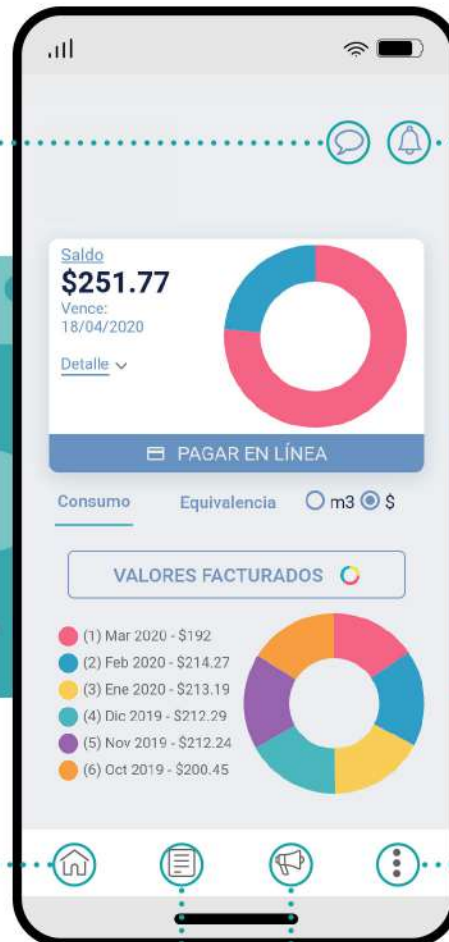 Saldo
$251.77
Vence:
18/04/2020
Detalle
PAGAR EN LÍNEA
Consumo Equivalencia m3 $
VALORES FACTURADOS
(1) Mar 2020 - $192
(2) Feb 2020 - $214.27
(3) Ene 2020 - $213.19
(4) Dic 2019 - $212.29
(5) Nov 2019 - $212.24
(6) Oct 2019 - $200.45